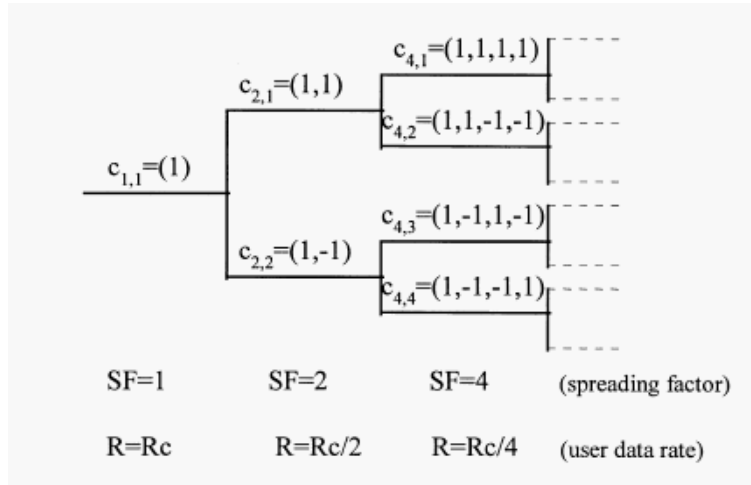 c4,1=(1,1,1,1)
c2,1=(1,1)
c4,2=(1,1,-1,-1)
c1,1=(1)
c4,3=(1,-1,1,-1)
c2,2=(1,-1)
c4,4=(1,-1,-1,1)
SF=1 SF=2 SF=4 (spreading factor)
R=Rc R=Rc/2 R=Rc/4 (user data rate)